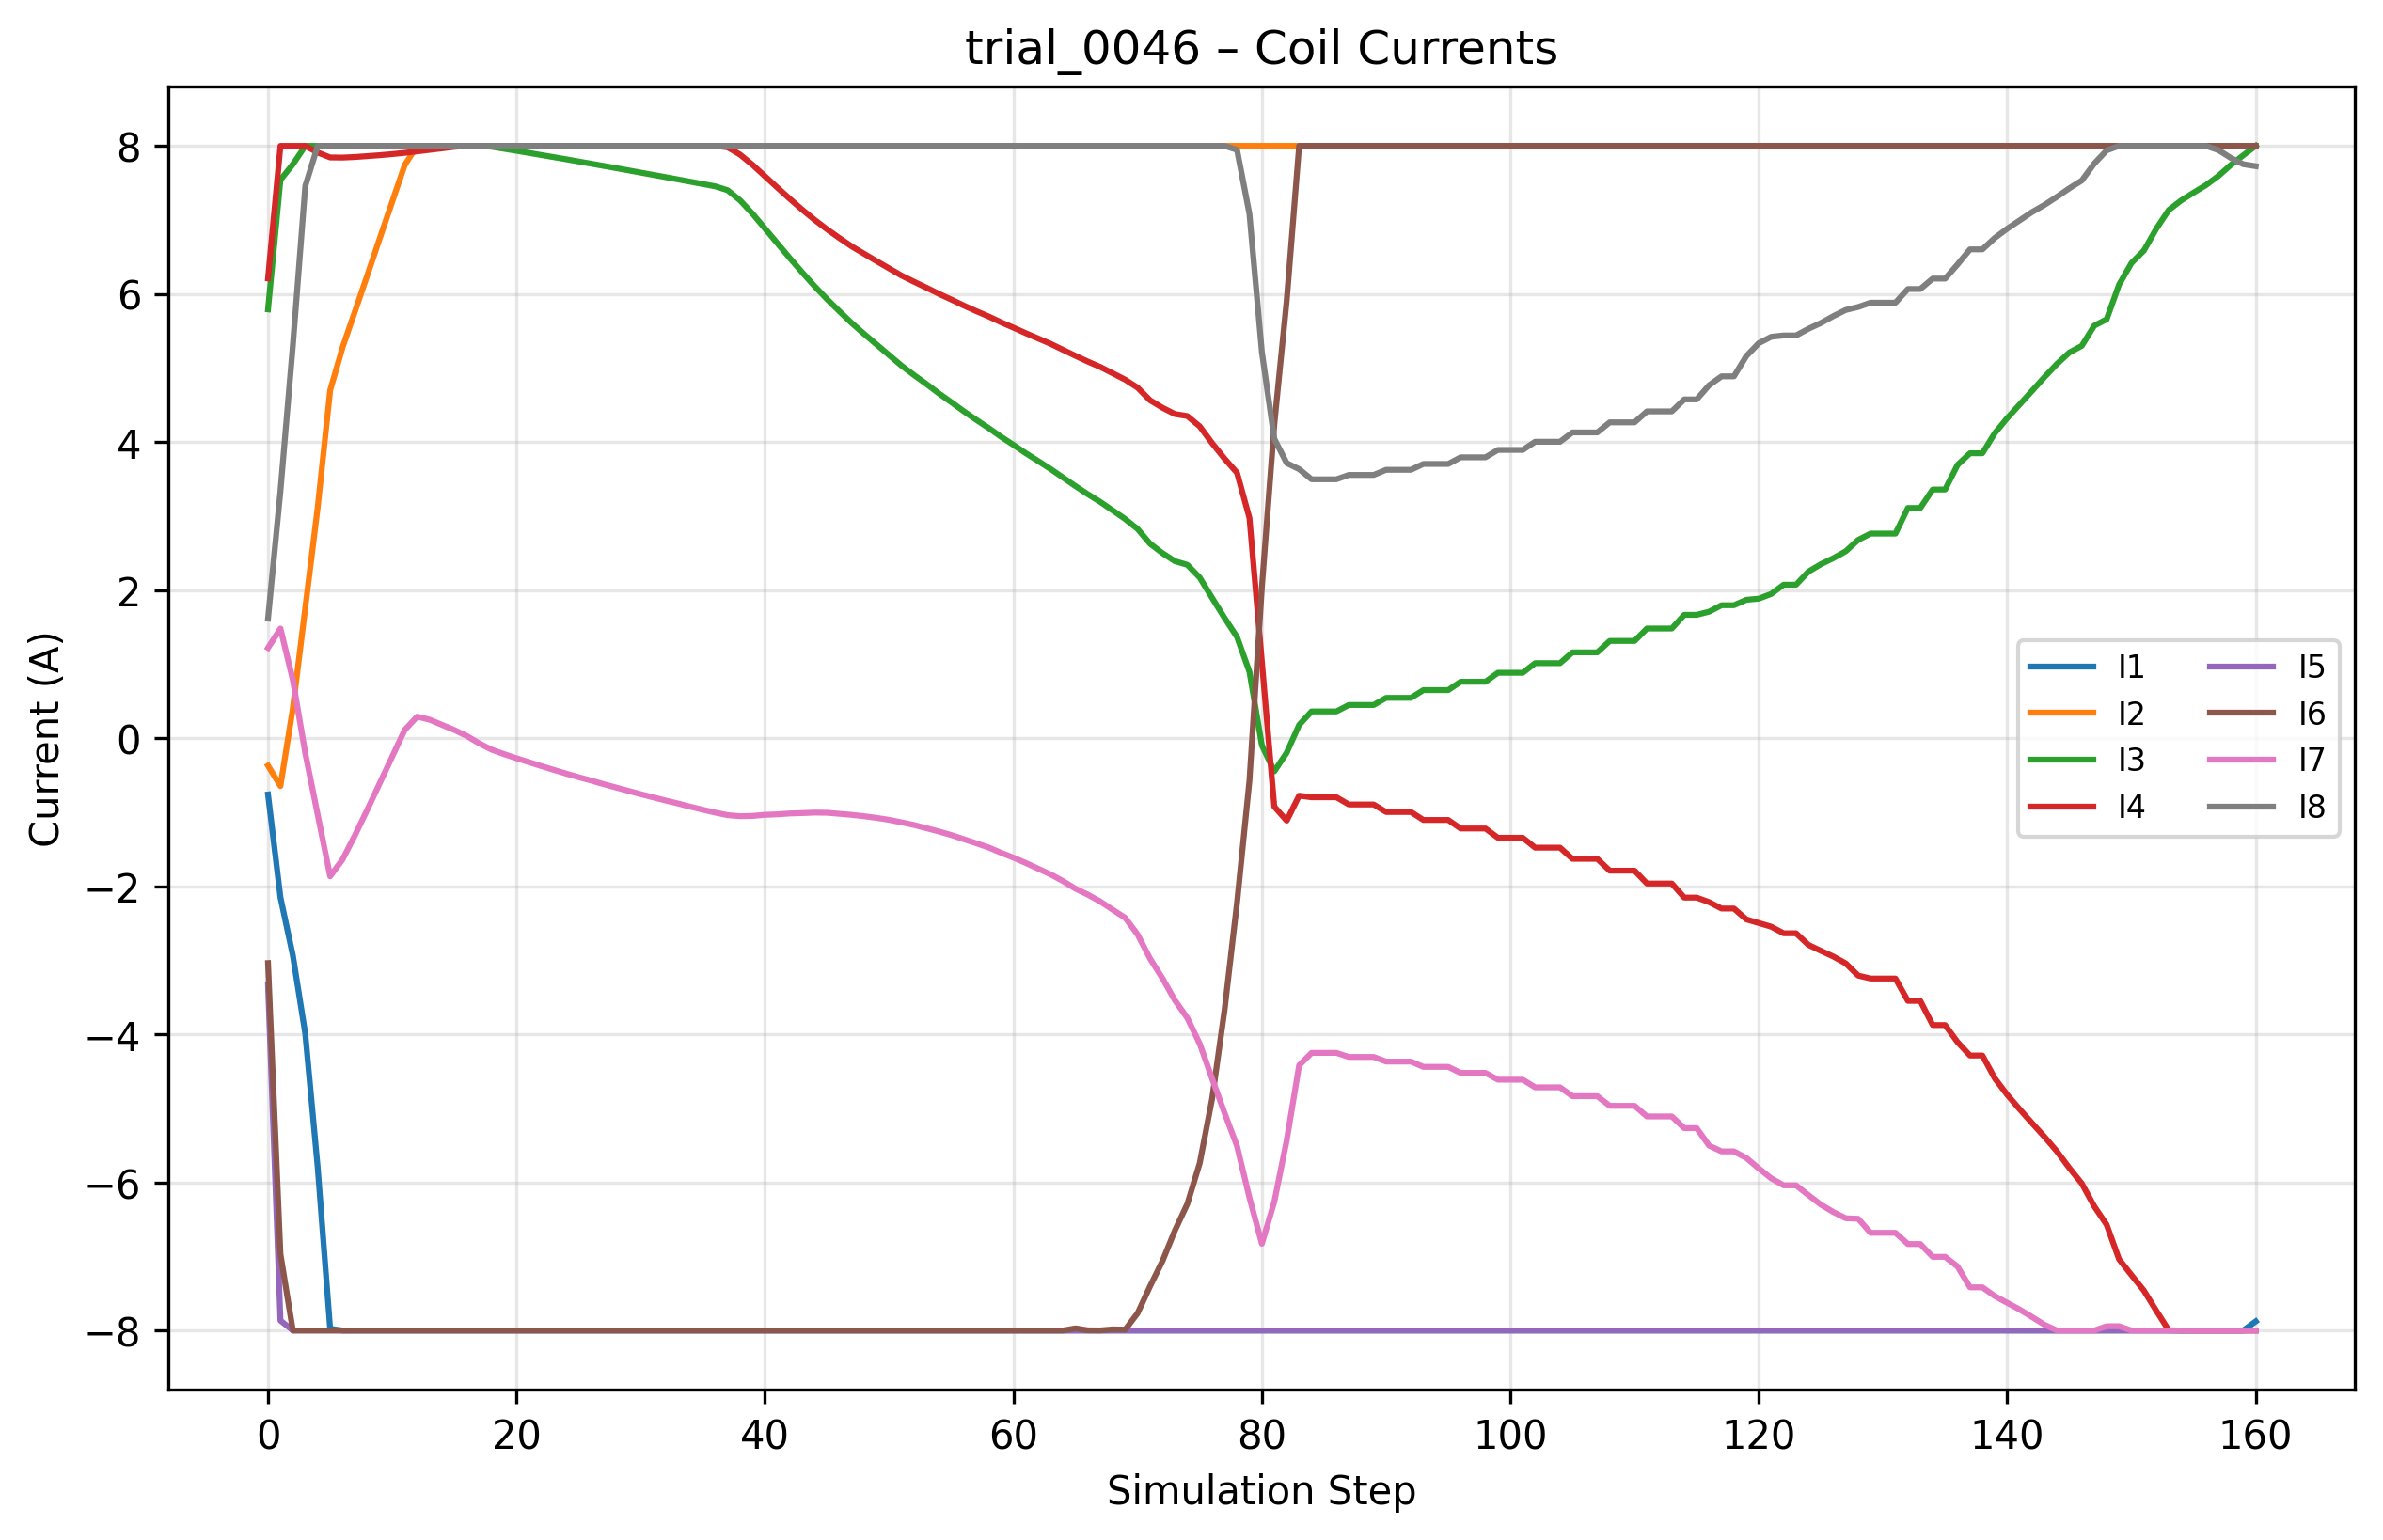 trial_0046 – Coil Currents
Current (A)
8
6
4
2
0
−2
−4
−6
−8
I1
I2
I3
I4
I5
I6
I7
I8
0 20 40 60 80 100 120 140 160
Simulation Step